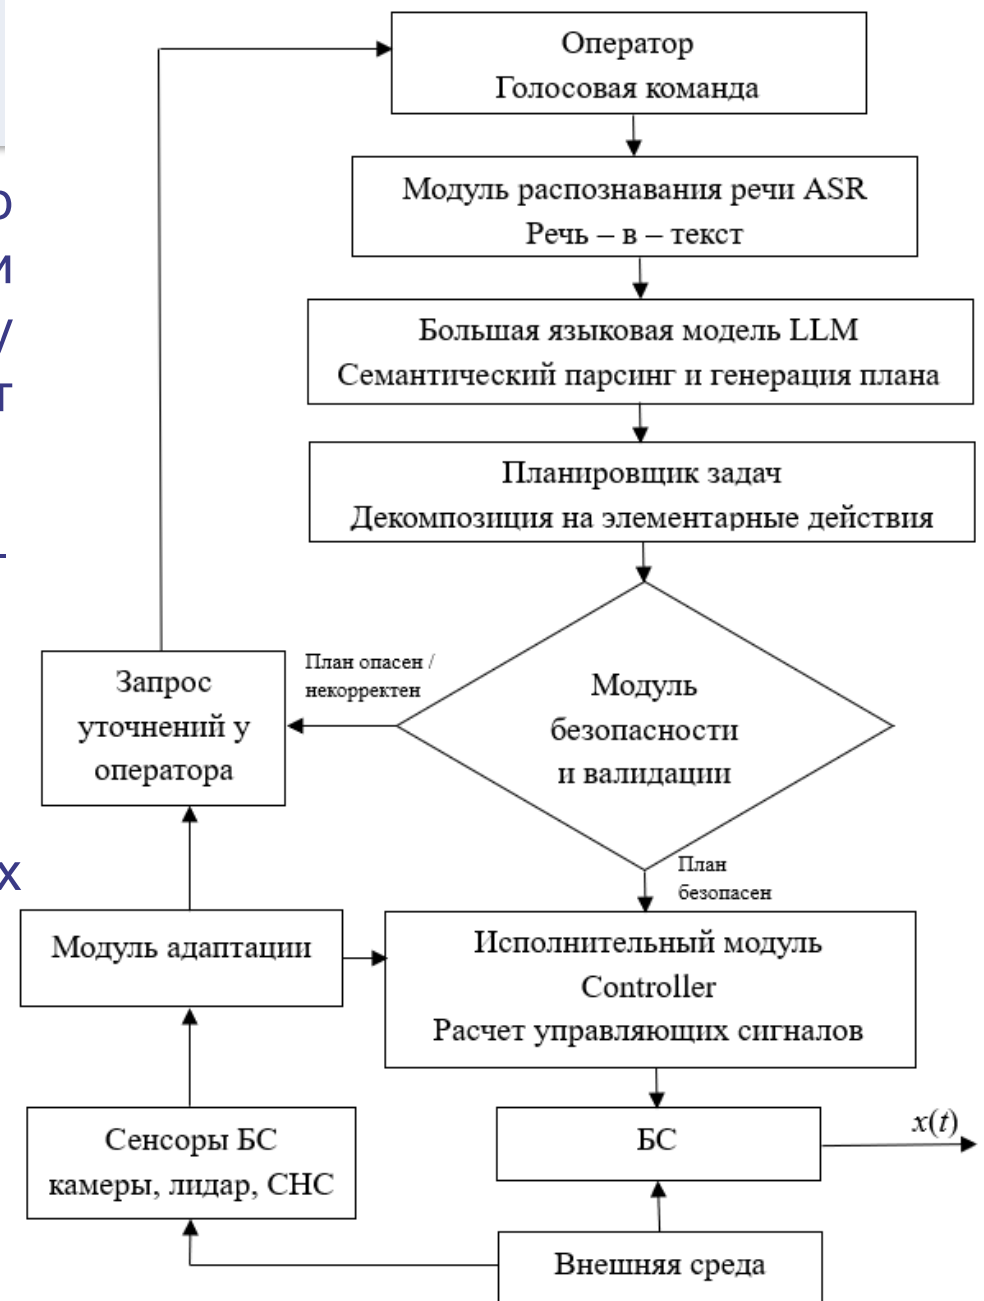 Оператор
Голосовая команда
Модуль распознавания речи ASR
Речь – в – текст
Большая языковая модель LLM
Семантический парсинг и генерация плана
Планировщик задач
Декомпозиция на элементарные действия
План опасен /
некорректен
Запрос
уточнений у
оператора
Модуль
безопасности
и валидации
План
безопасен
Модуль адаптации
Исполнительный модуль
Controller
Расчет управляющих сигналов
Сенсоры БС
камеры, лидар, СНС
БС
x(t)
Внешняя среда